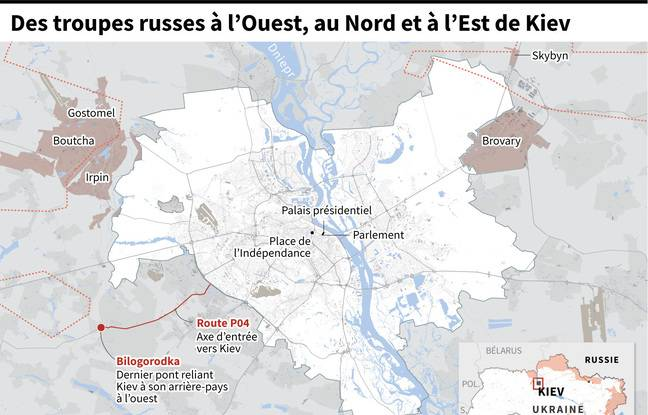 Des troupes russes à l’Ouest, au Nord et à l’Est de Kiev
Dniepr
Skybyn
Gostomel
Boutcha
Irpin
Brovary
Palais présidentiel
Parlement
Place de
l’Indépendance
Route P04
Axe d’entrée
vers Kiev
Bilogorodka
Dernier pont reliant
Kiev à son arrière-pays
à l’ouest
BÉLARUS
RUSSIE
POL.
KIEV
UKRAINE
S.